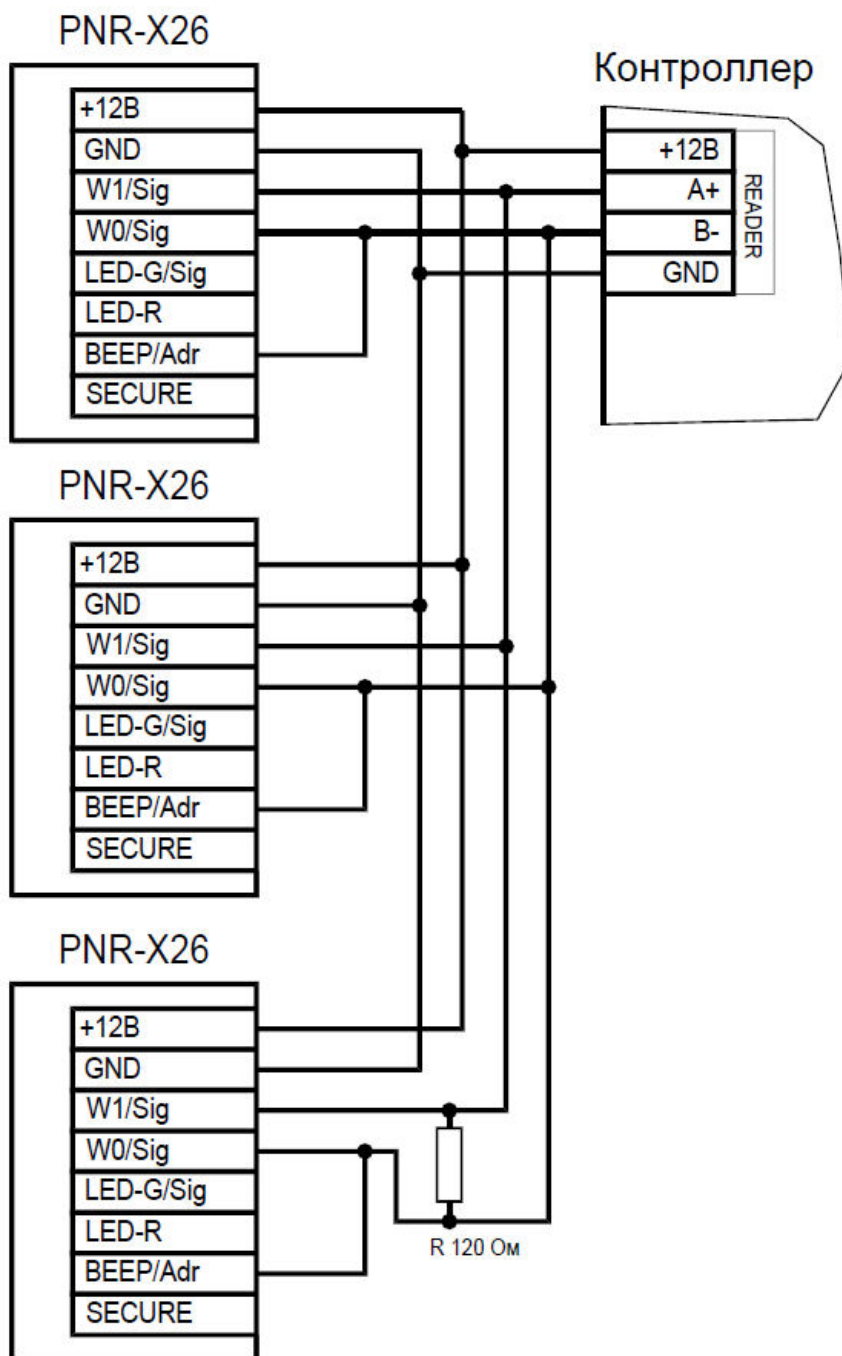 PNR-X26
+12В
GND
W1/Sig
W0/Sig
LED-G/Sig
LED-R
BEEP/Adr
SECURE
Контроллер
+12В
A+
B-
GND
READER
PNR-X26
+12В
GND
W1/Sig
W0/Sig
LED-G/Sig
LED-R
BEEP/Adr
SECURE
PNR-X26
+12В
GND
W1/Sig
W0/Sig
LED-G/Sig
LED-R
BEEP/Adr
SECURE
R 120 Ом